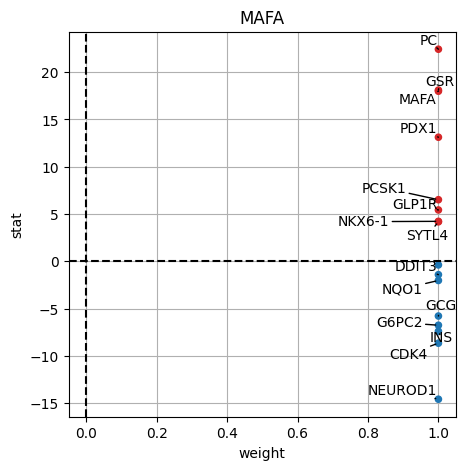 MAFA
PC
GSR
MAFA
PDX1
PCSK1
GLP1R
NKX6-1
SYTL4
DDIT3
NQO1
GCG
G6PC2
INS
CDK4
NEUROD1
20
15
10
5
0
−5
−10
−15
stat
0.0 0.2 0.4 0.6 0.8 1.0
weight